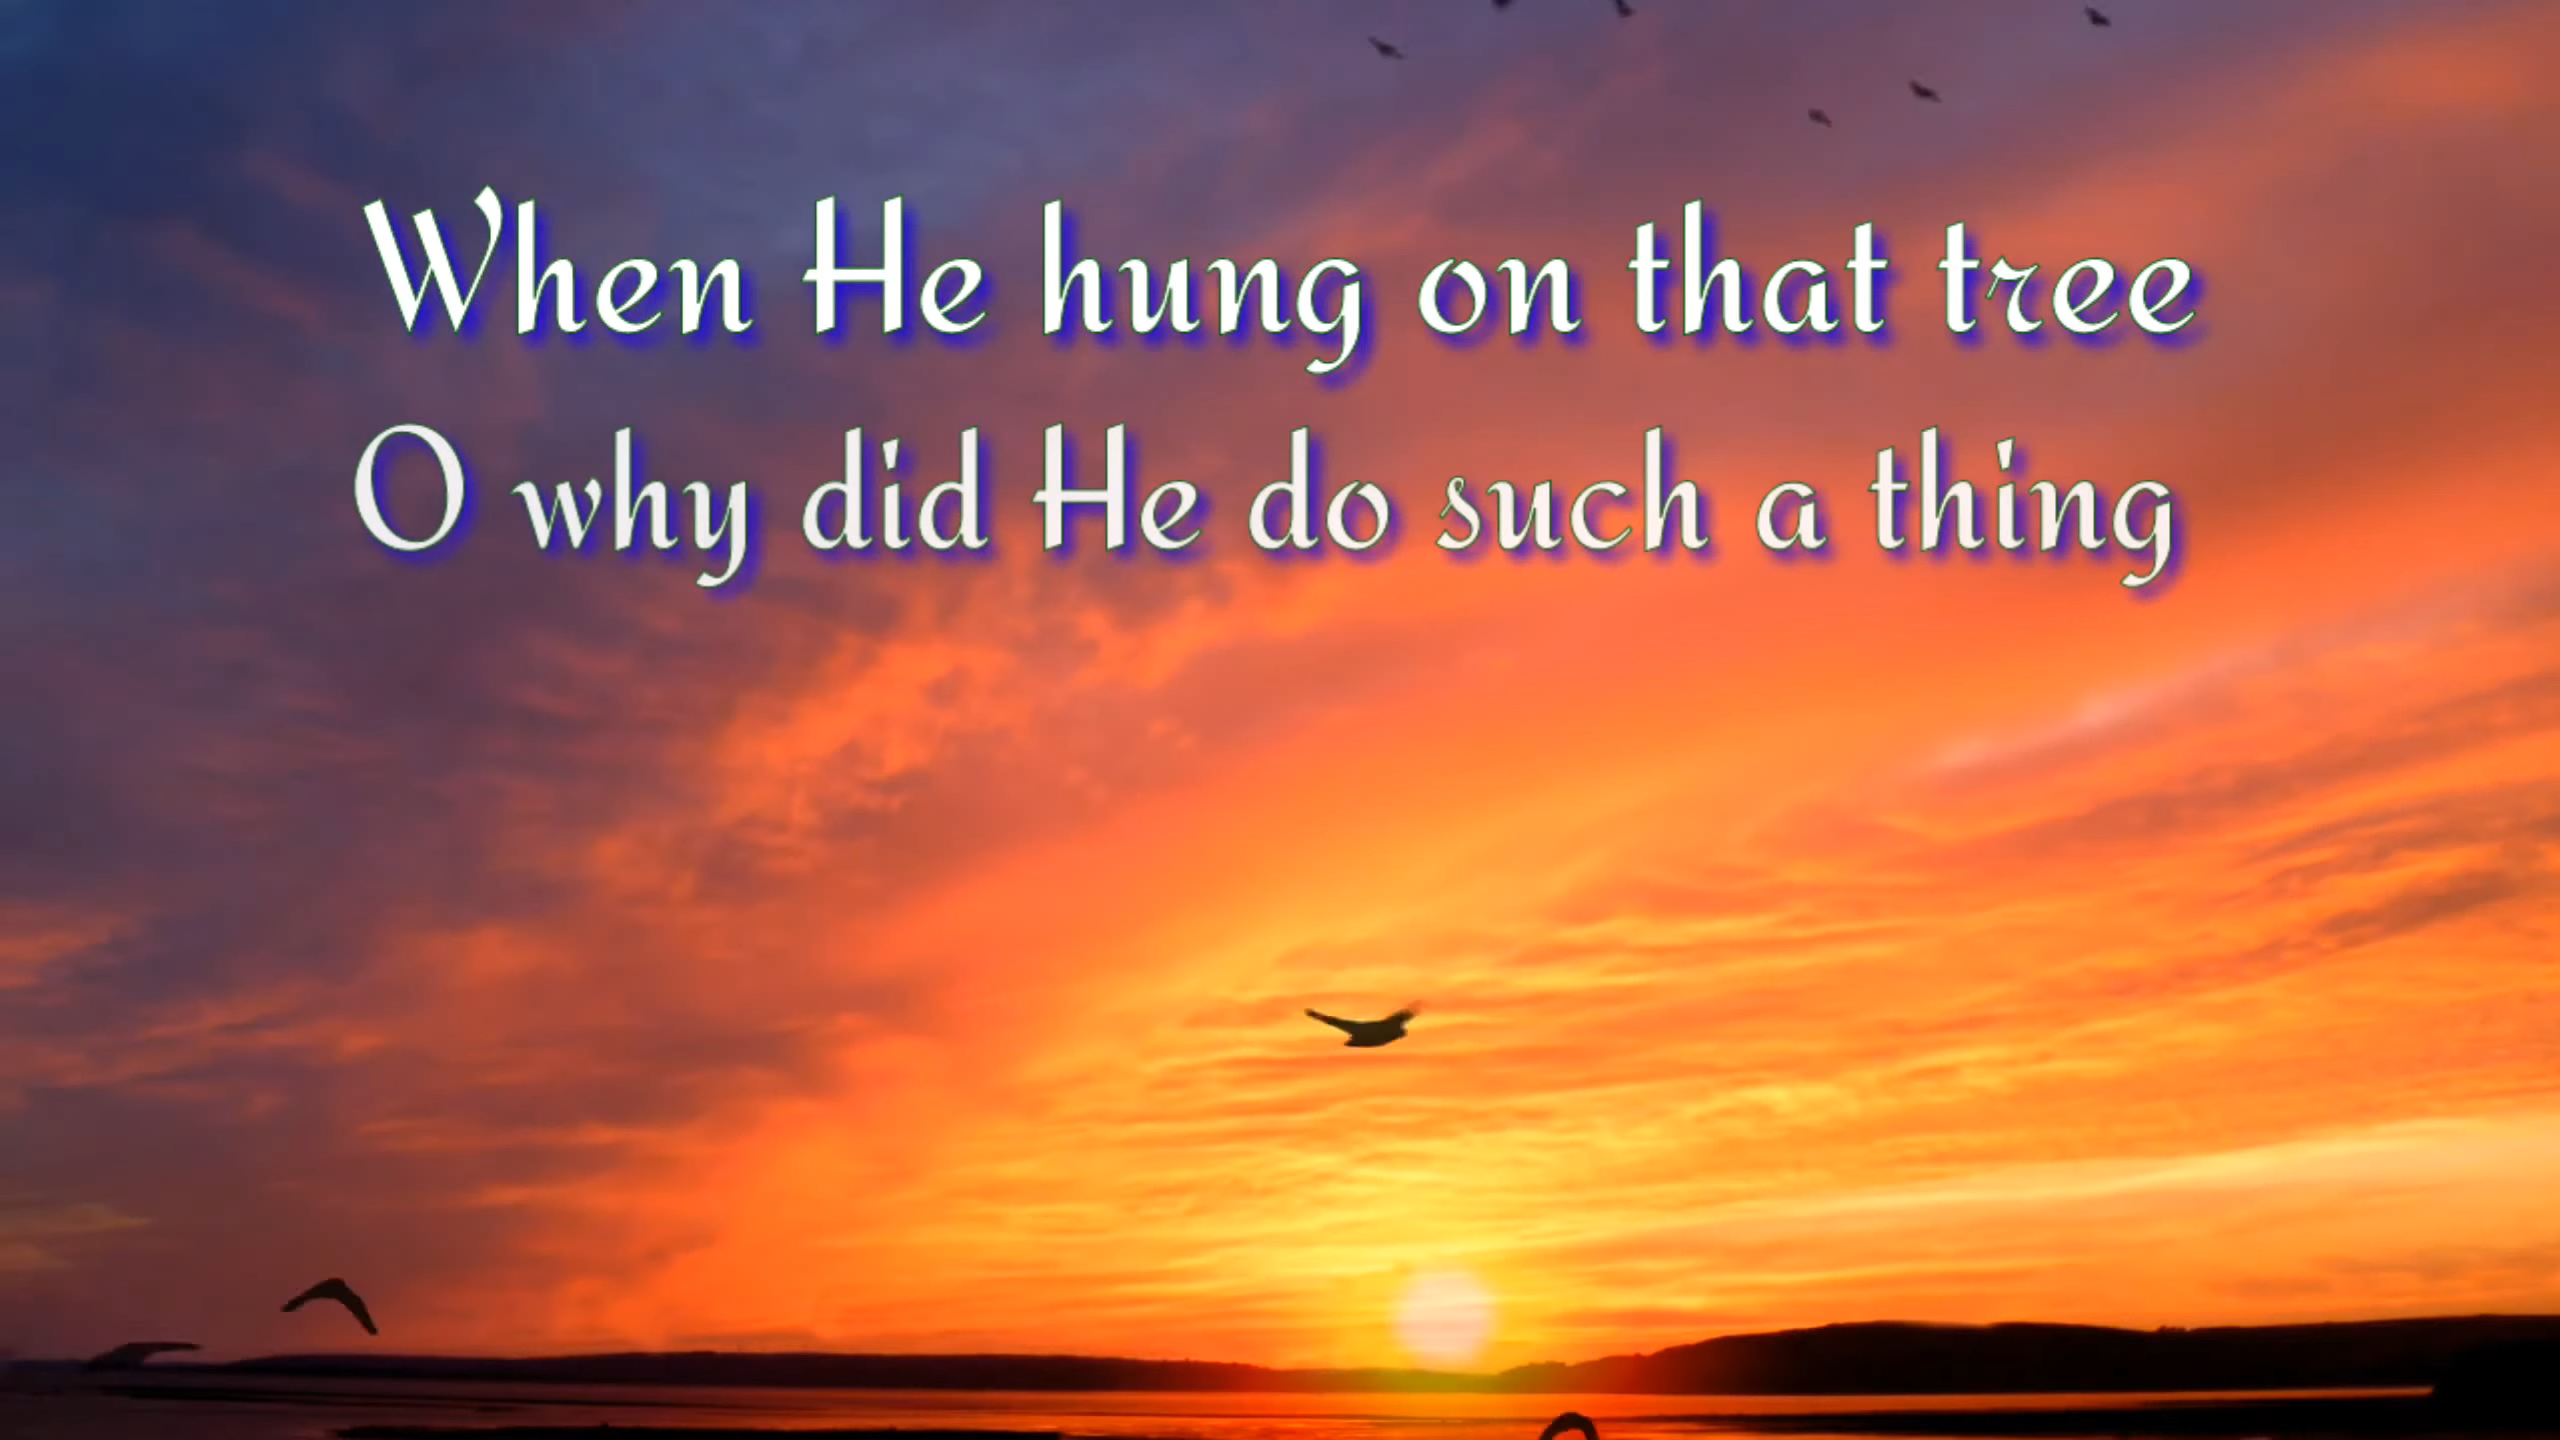 When He hung on that tree
O why did He do such a thing